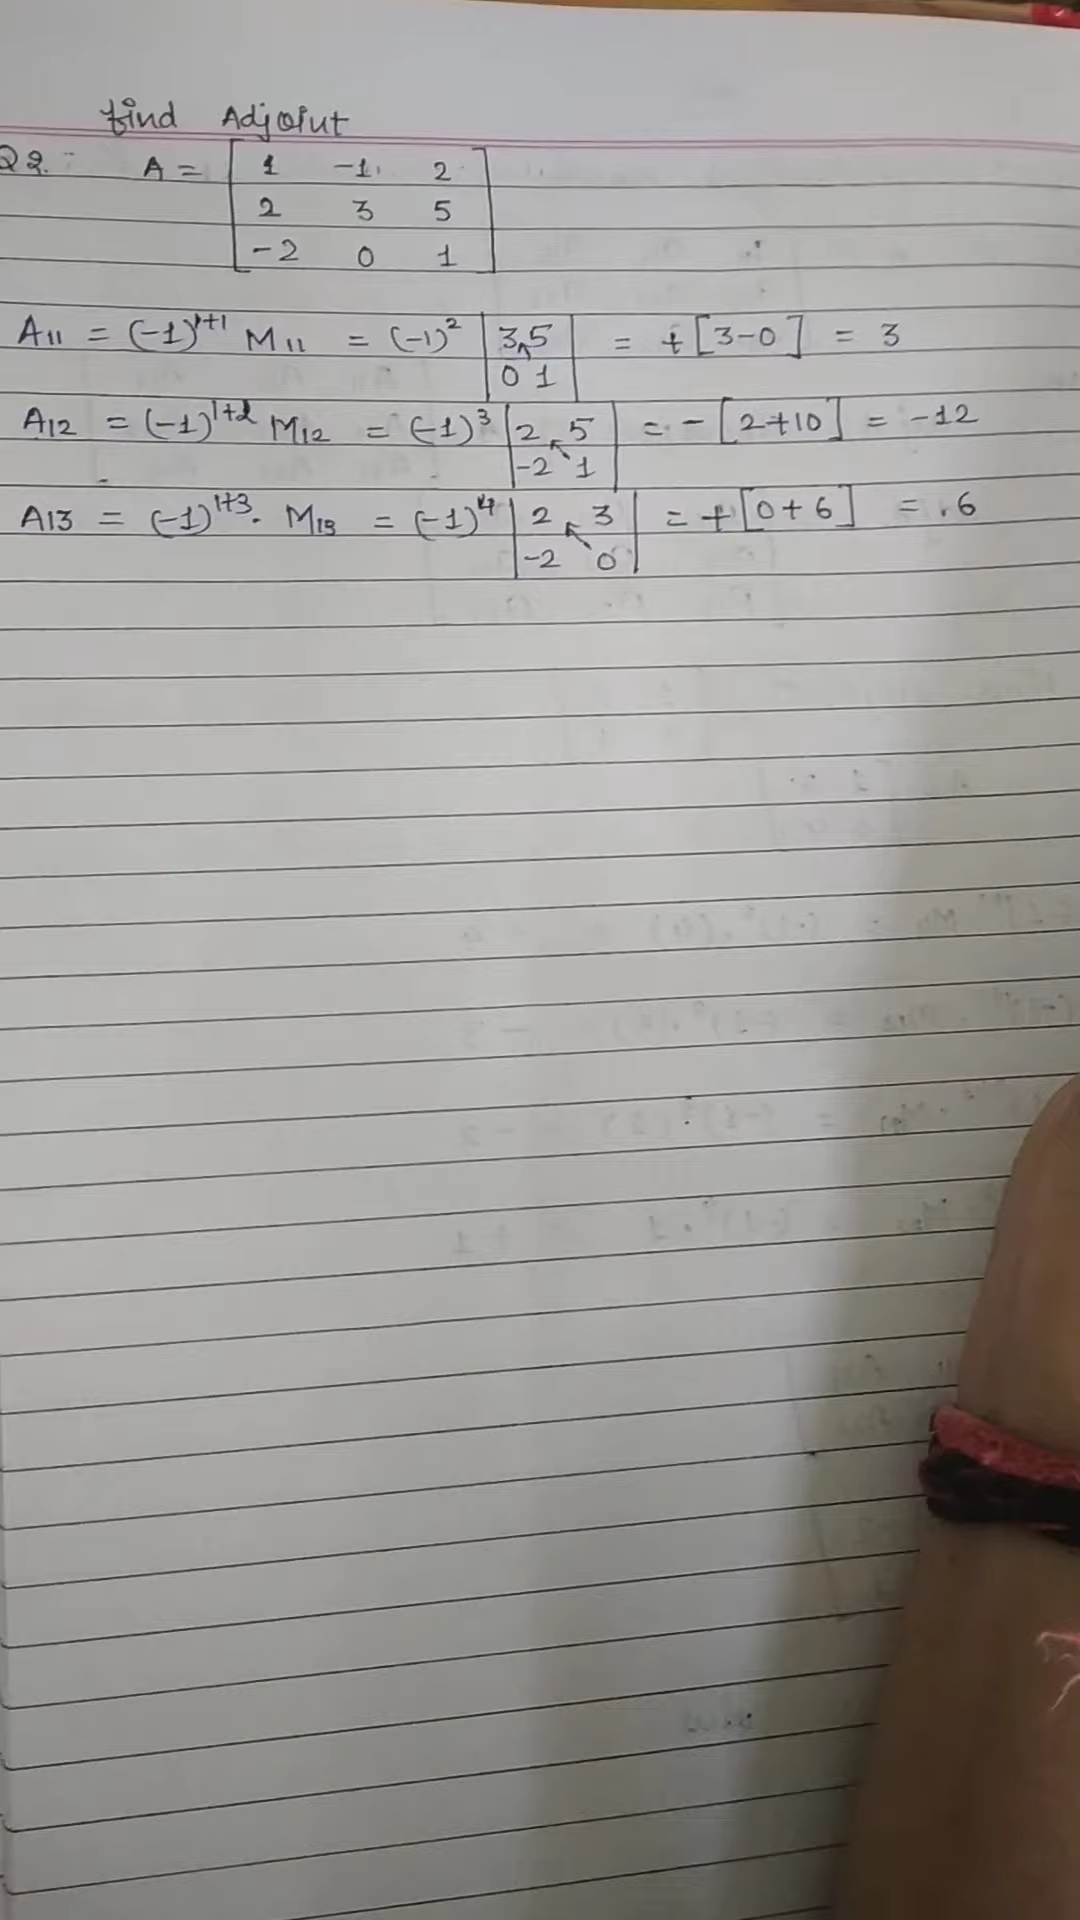 find Adjoint
Q2. A = [ 1 -1 2
2 3 5
-2 0 1 ]
A11 = (-1)^1+1 M11 = (-1)^2 | 3 5 | = +[3-0] = 3
0 1
A12 = (-1)^1+2 M12 = (-1)^3 | 2 5 | = -[2+10] = -12
-2 1
A13 = (-1)^1+3. M13 = (-1)^4 | 2 3 | = +[0+6] = .6
-2 0